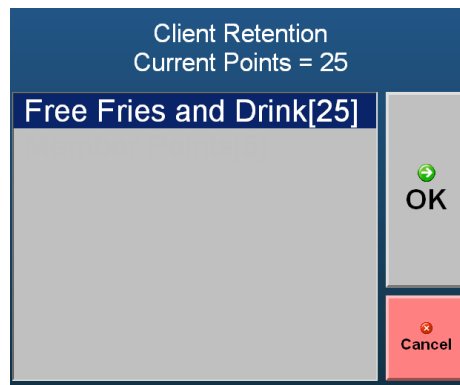 Client Retention
Current Points = 25
Free Fries and Drink[25]
OK
Cancel